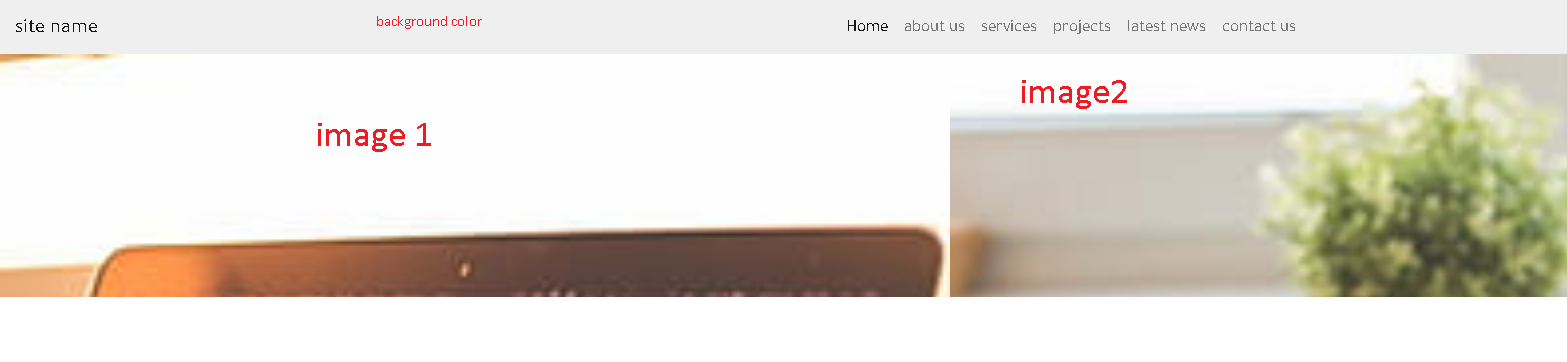 site name
background color
Home about us services projects latest news contact us
image 1
image2